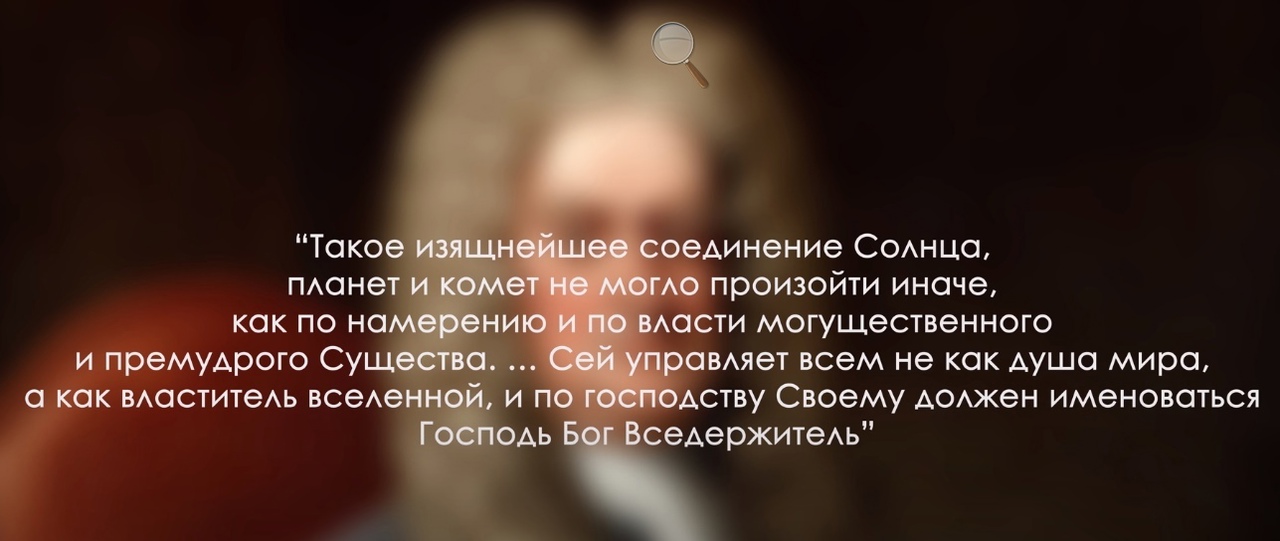 “Такое изящнейшее соединение Солнца,
планет и комет не могло произойти иначе,
как по намерению и по власти могущественного
и премудрого Существа. … Сей управляет всем не как душа мира,
а как властитель вселенной, и по господству Своему должен именоваться
Господь Бог Вседержитель”